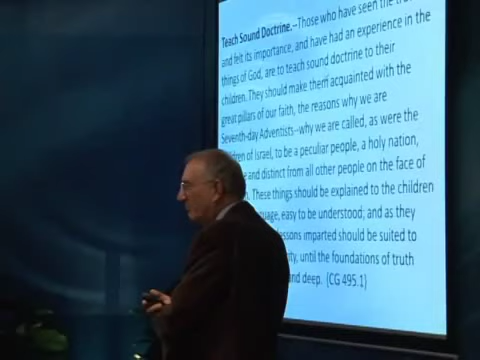 Teach Sound Doctrine.--Those who have seen the
and felt its importance, and have had an experience in the
things of God, are to teach sound doctrine to their
children. They should make them acquainted with the
great pillars of our faith, the reasons why we are
Seventh-day Adventists--why we are called, as were the
of Israel, to be a peculiar people, a holy nation,
and distinct from all other people on the face of
These things should be explained to the children
easy to be understood; and as they
imparted should be suited to
until the foundations of truth
and deep. (CG 495.1)